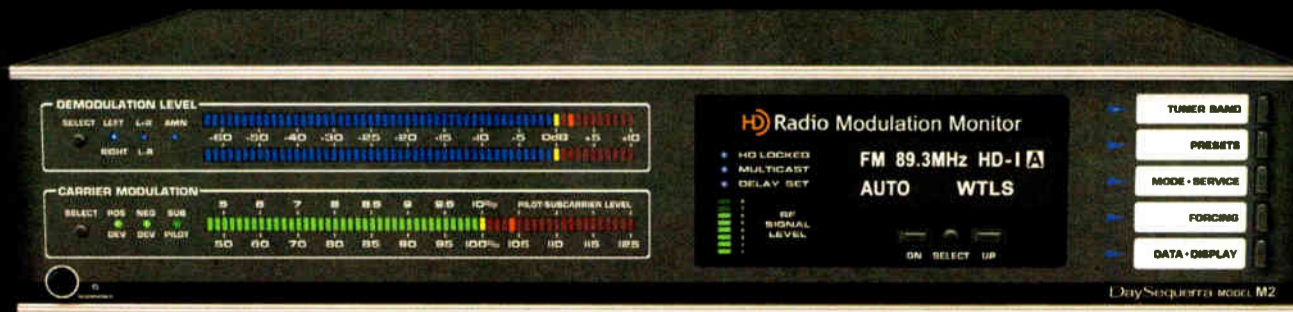 DEMODULATION LEVEL
SELECT LEFT L+R AMN
RIGHT L-R
-60 -50 -40 -30 -25 -20 -15 -10 -5 0dB +5 +10
CARRIER MODULATION
SELECT POS NEG SUB
DEV DEV PILOT
5 6 7 8 8.5 9 9.5 10% PILOT/SUBCARRIER LEVEL
50 60 70 80 85 90 95 100% 105 110 115 125
HD Radio Modulation Monitor
HD LOCKED
MULTICAST
DELAY SET
FM 89.3MHz HD-1 A
AUTO WTLS
RF
SIGNAL
LEVEL
DN SELECT UP
TUNER BAND
PRESETS
MODE • SERVICE
FORCING
DATA • DISPLAY
DaySequerra MODEL M2